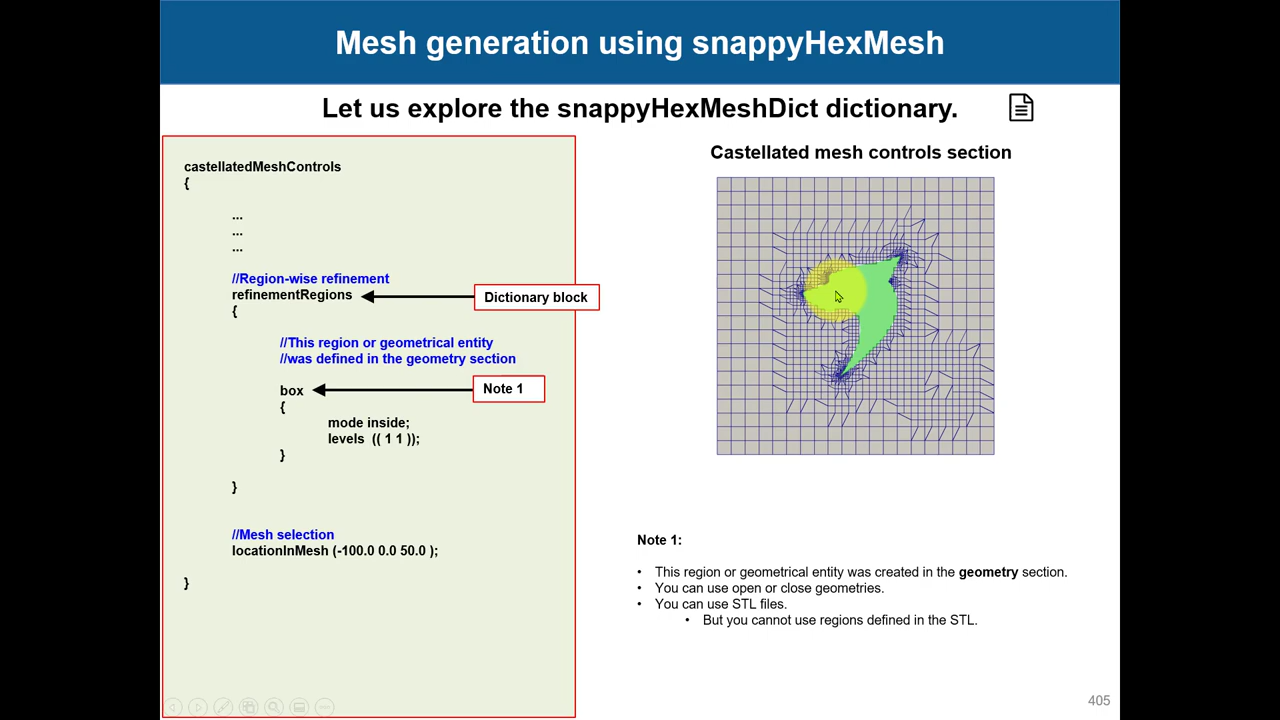 Mesh generation using snappyHexMesh
Let us explore the snappyHexMeshDict dictionary.
castellatedMeshControls
{
...
...
...
//Region-wise refinement
refinementRegions
Dictionary block
{
//This region or geometrical entity
//was defined in the geometry section
box
Note 1
{
mode inside;
levels (( 1 1 ));
}
}
//Mesh selection
locationInMesh (-100.0 0.0 50.0 );
}
Castellated mesh controls section
Note 1:
• This region or geometrical entity was created in the geometry section.
• You can use open or close geometries.
• You can use STL files.
• But you cannot use regions defined in the STL.
405